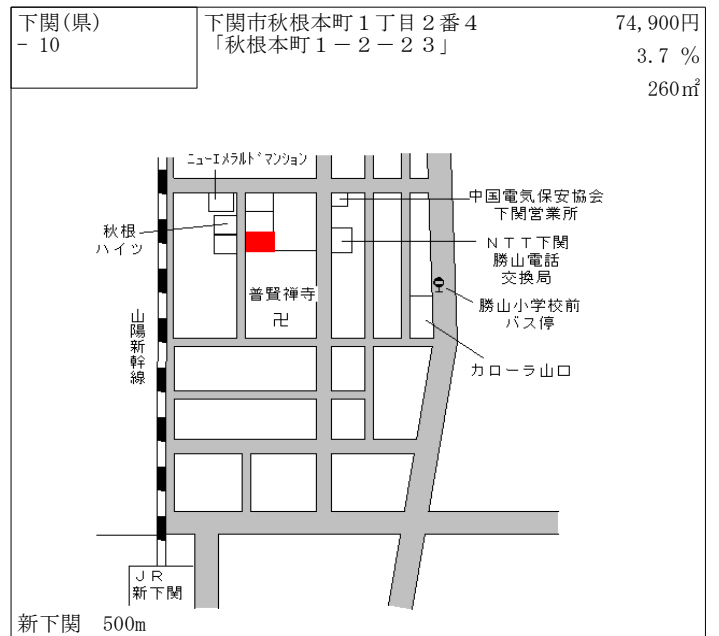 下関(県)
- 10
下関市秋根本町１丁目２番４
「秋根本町１－２－２３」
74,900円
3.7 %
260㎡
ニューエメラルドマンション
秋根
ハイツ
中国電気保安協会
下関営業所
ＮＴＴ下関
勝山電話
交換局
普賢禅寺
卍
勝山小学校前
バス停
山陽新幹線
カローラ山口
ＪＲ
新下関
新下関 500m